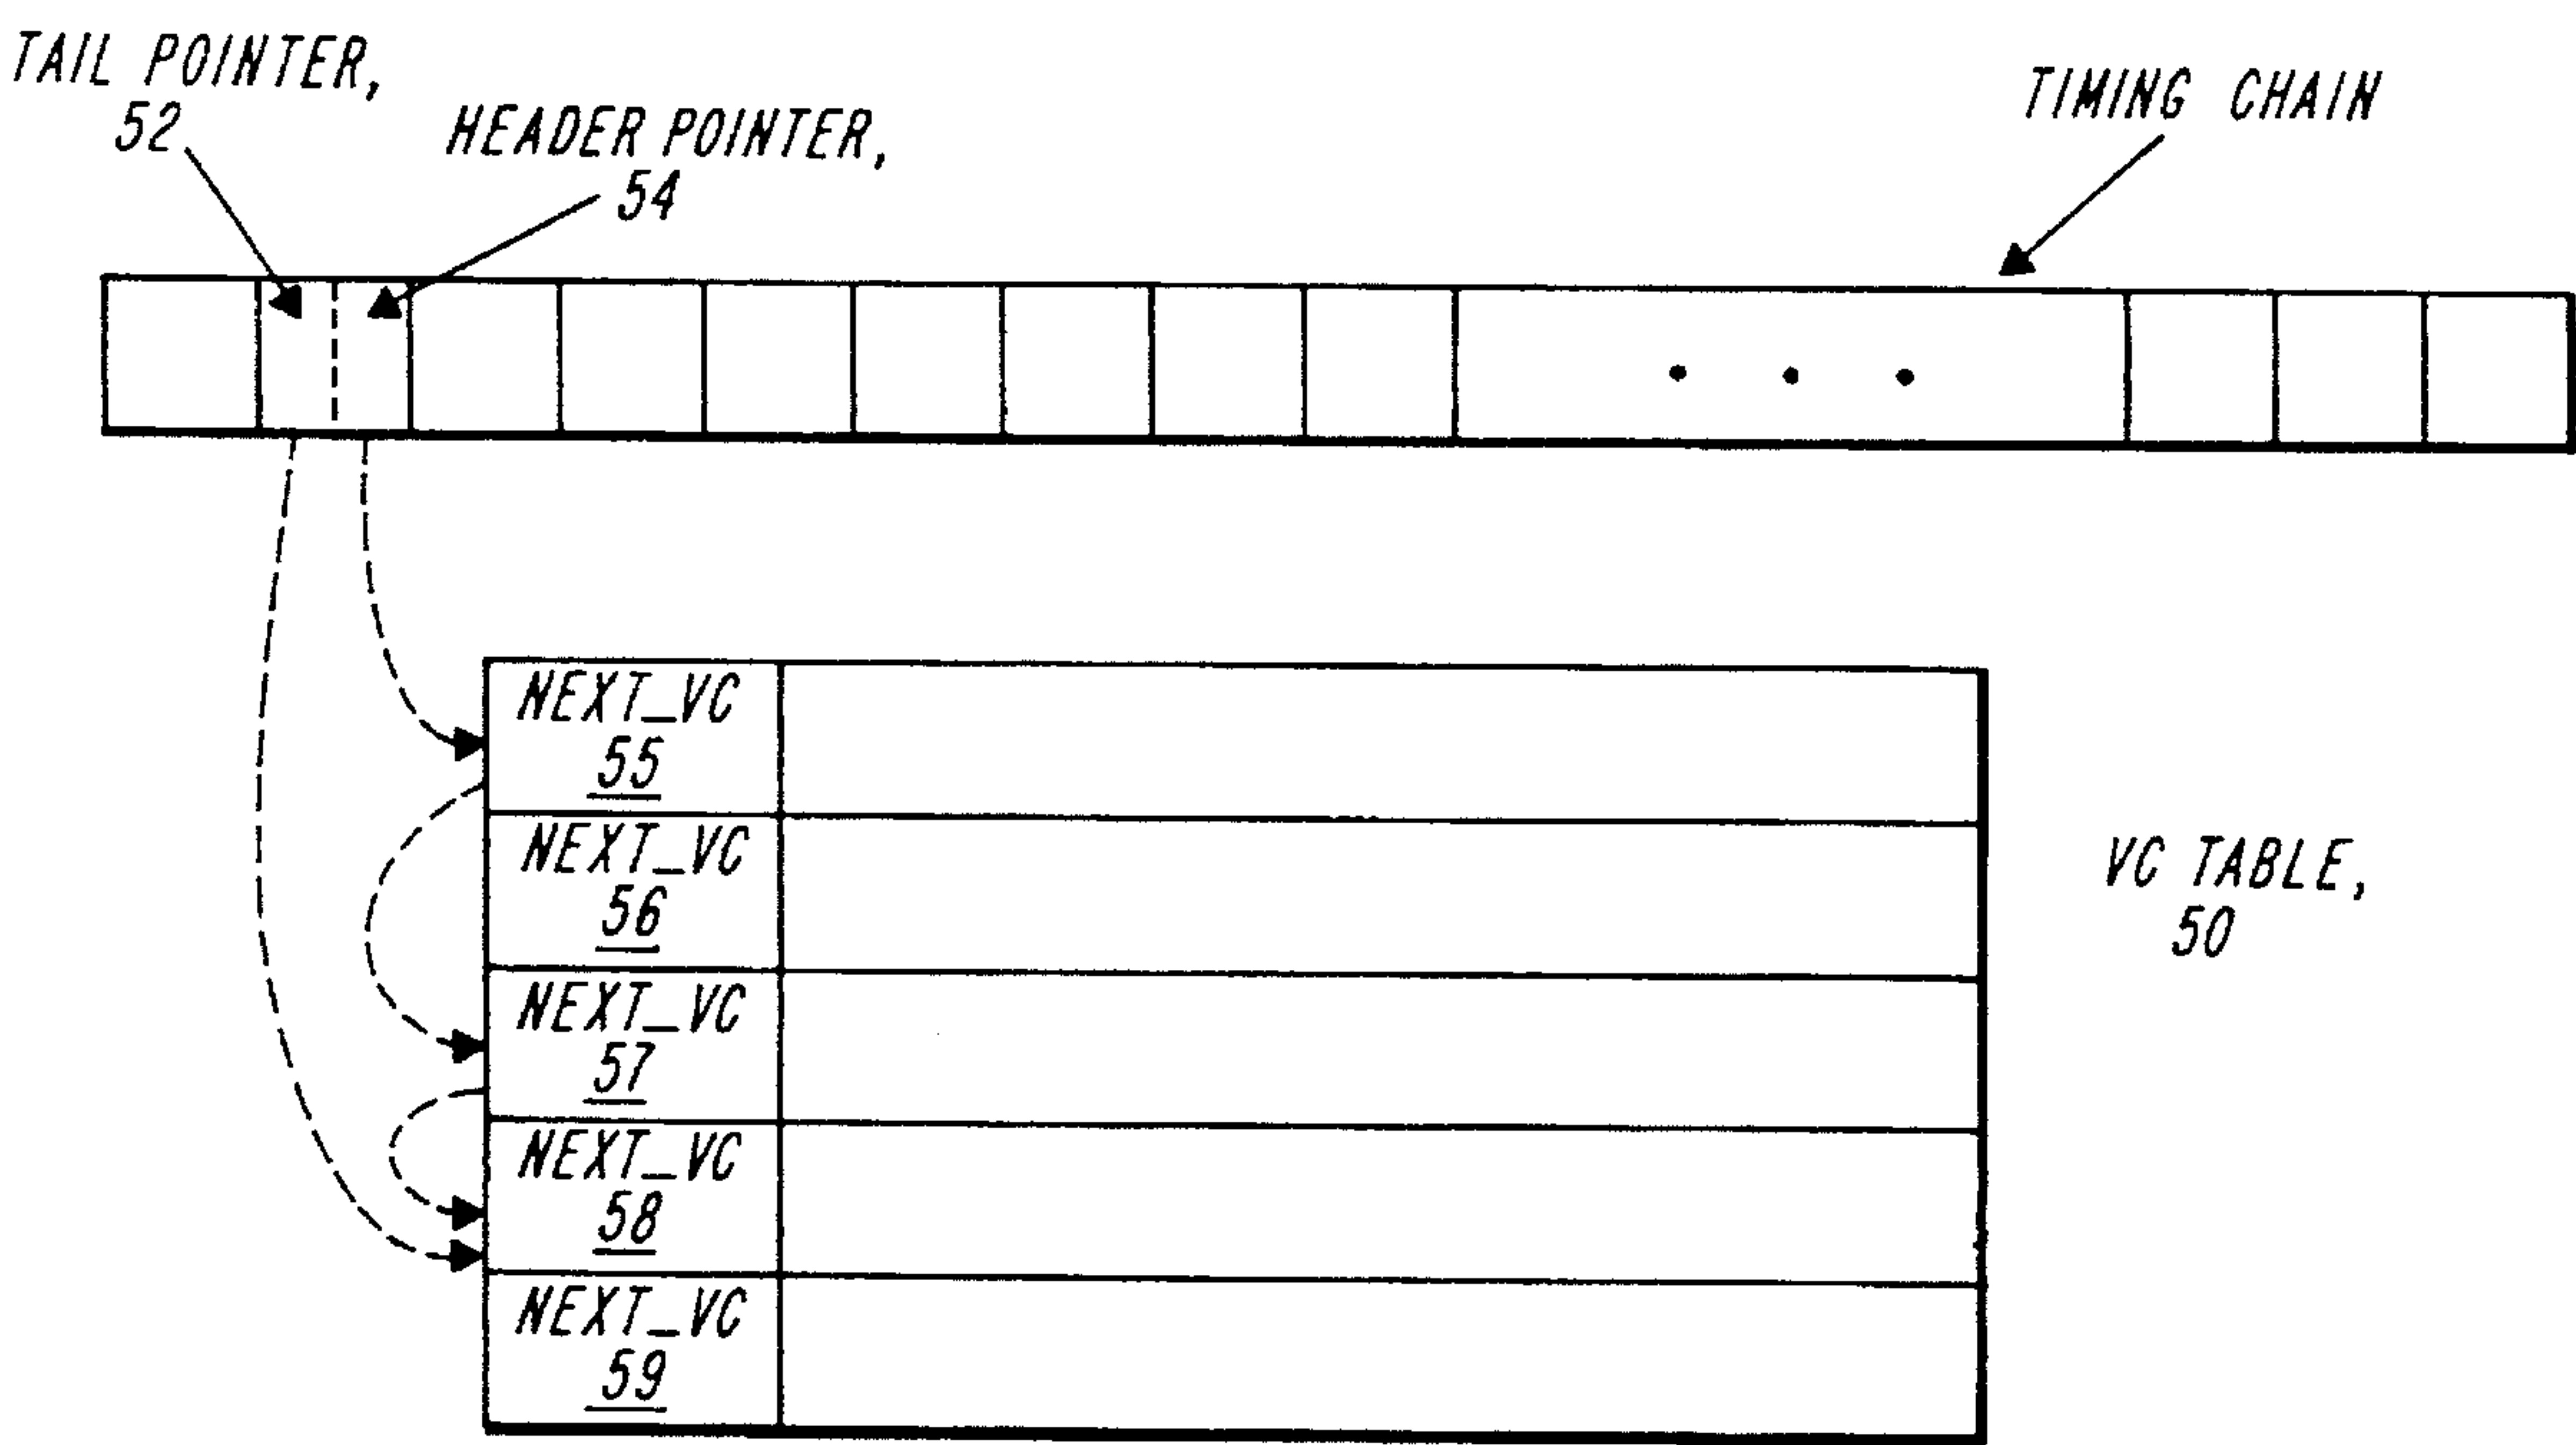 TAIL POINTER,
52
HEADER POINTER,
54
TIMING CHAIN
. . .
NEXT_VC
55
NEXT_VC
56
NEXT_VC
57
NEXT_VC
58
NEXT_VC
59
VC TABLE,
50